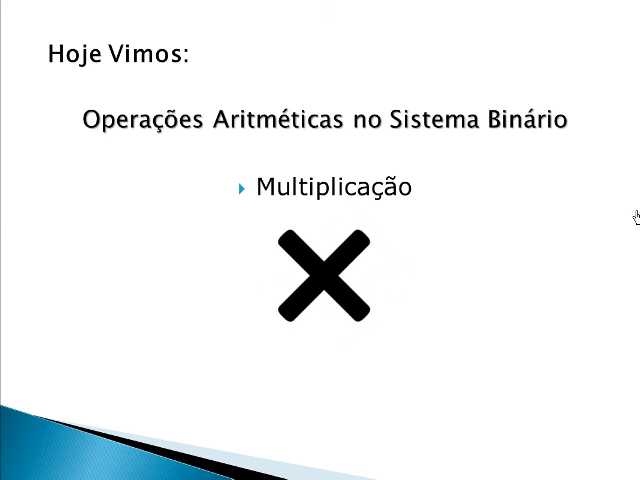 Hoje Vimos:
Operações Aritméticas no Sistema Binário
Multiplicação